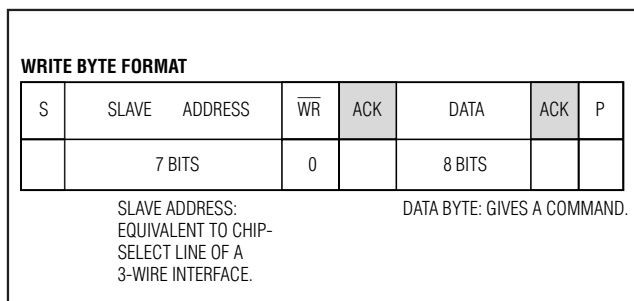 WRITE BYTE FORMAT
S SLAVE ADDRESS WR ACK DATA ACK P
7 BITS 0 8 BITS
SLAVE ADDRESS: DATA BYTE: GIVES A COMMAND.
EQUIVALENT TO CHIP-
SELECT LINE OF A
3-WIRE INTERFACE.